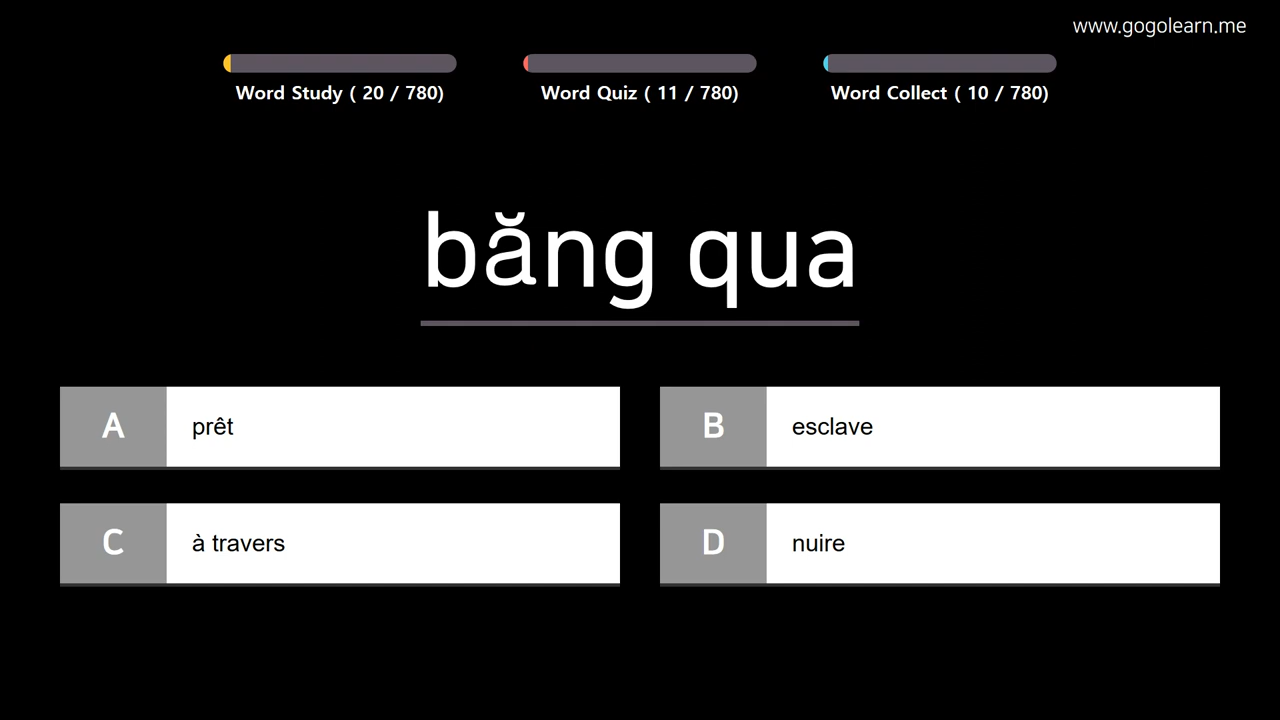 www.gogolearn.me
Word Study ( 20 / 780)
Word Quiz ( 11 / 780)
Word Collect ( 10 / 780)
băng qua
A prêt
B esclave
C à travers
D nuire